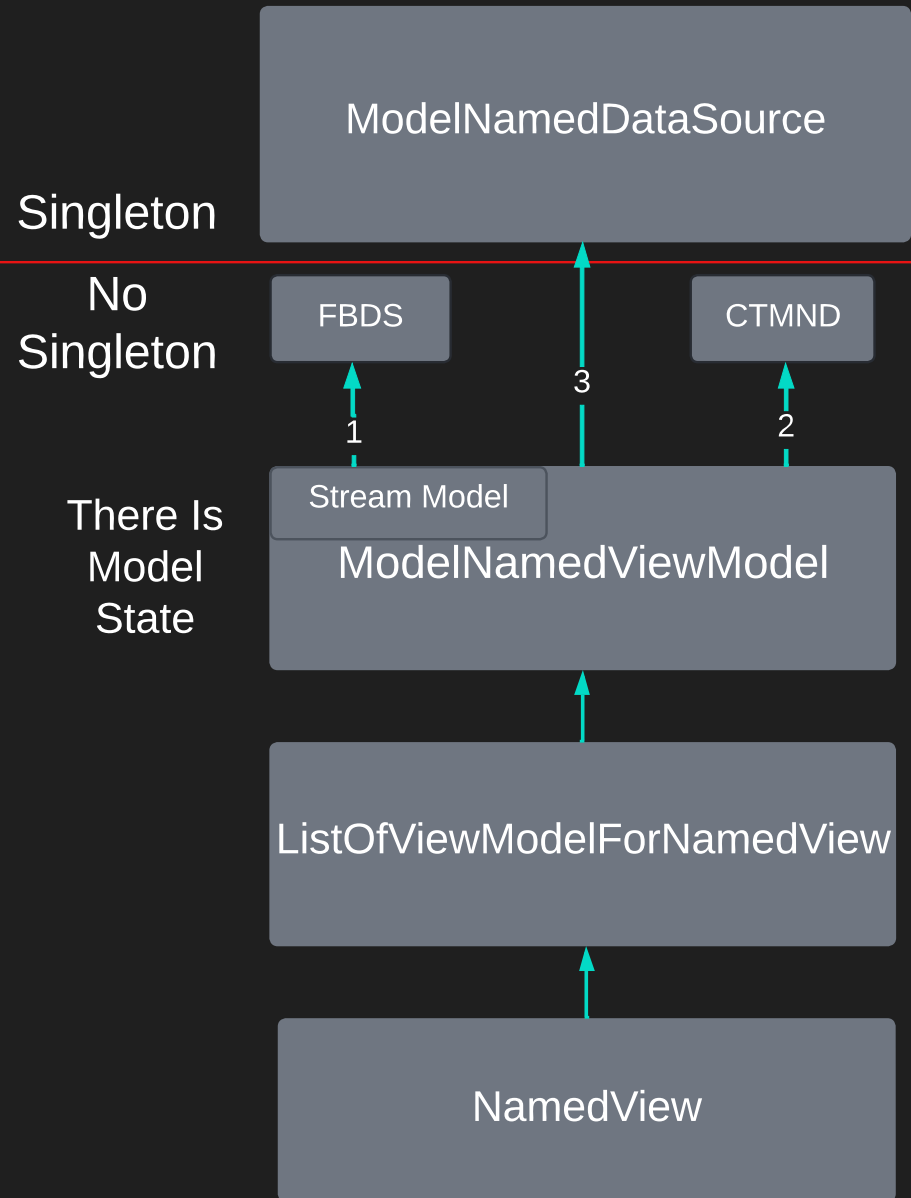 ModelNamedDataSource
Singleton
No
Singleton
FBDS
CTMND
3
1
2
There Is
Model
State
Stream Model
ModelNamedViewModel
ListOfViewModelForNamedView
NamedView